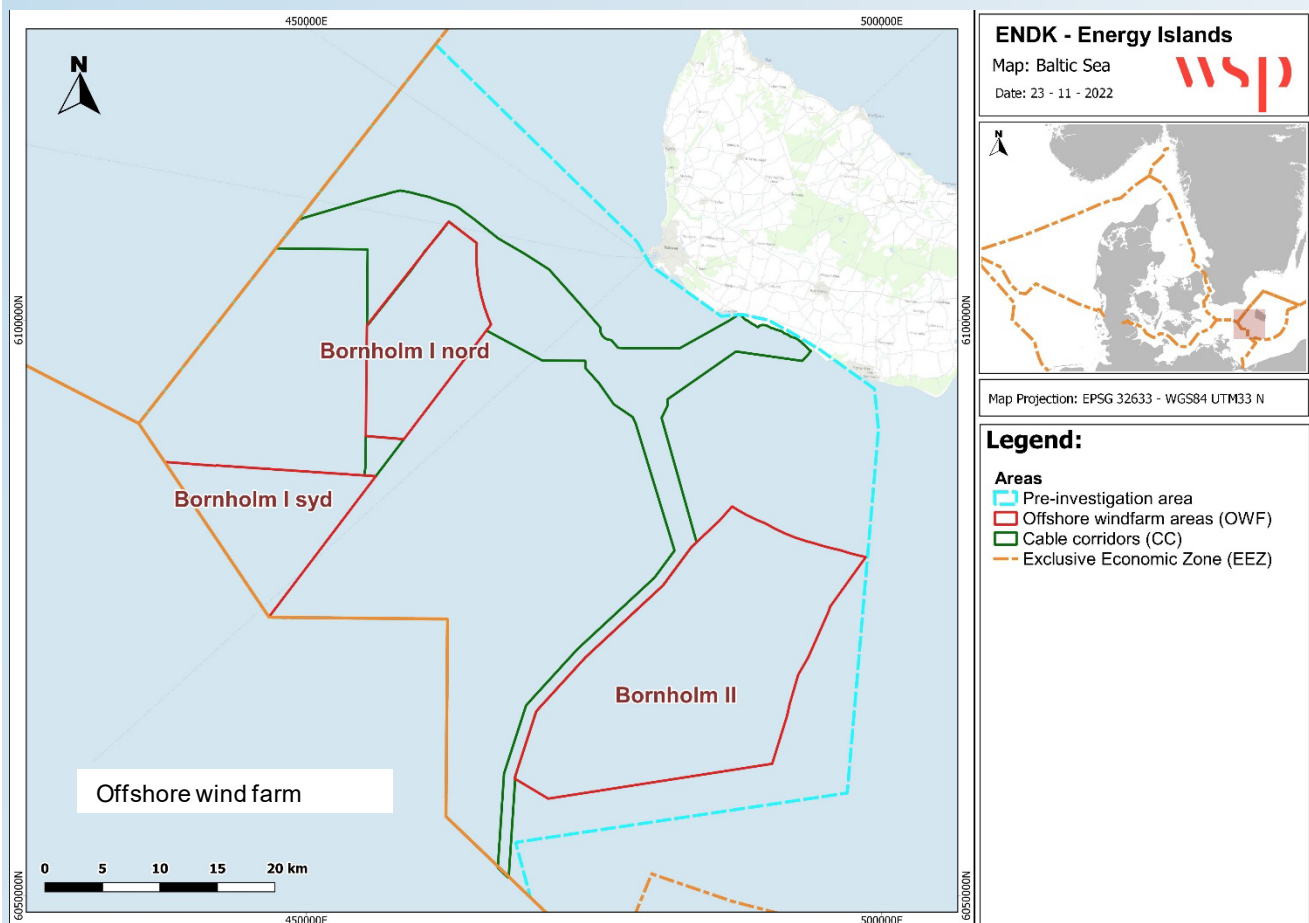 450000E
500000E
N
6100000N
6100000N
Bornholm I nord
Bornholm I syd
Bornholm II
Offshore wind farm
0 5 10 15 20 km
6050000N
6050000N
450000E
500000E
ENDK - Energy Islands
Map: Baltic Sea
wsp
Date: 23 - 11 - 2022
N
Map Projection: EPSG 32633 - WGS84 UTM33 N
Legend:
Areas
Pre-investigation area
Offshore windfarm areas (OWF)
Cable corridors (CC)
Exclusive Economic Zone (EEZ)